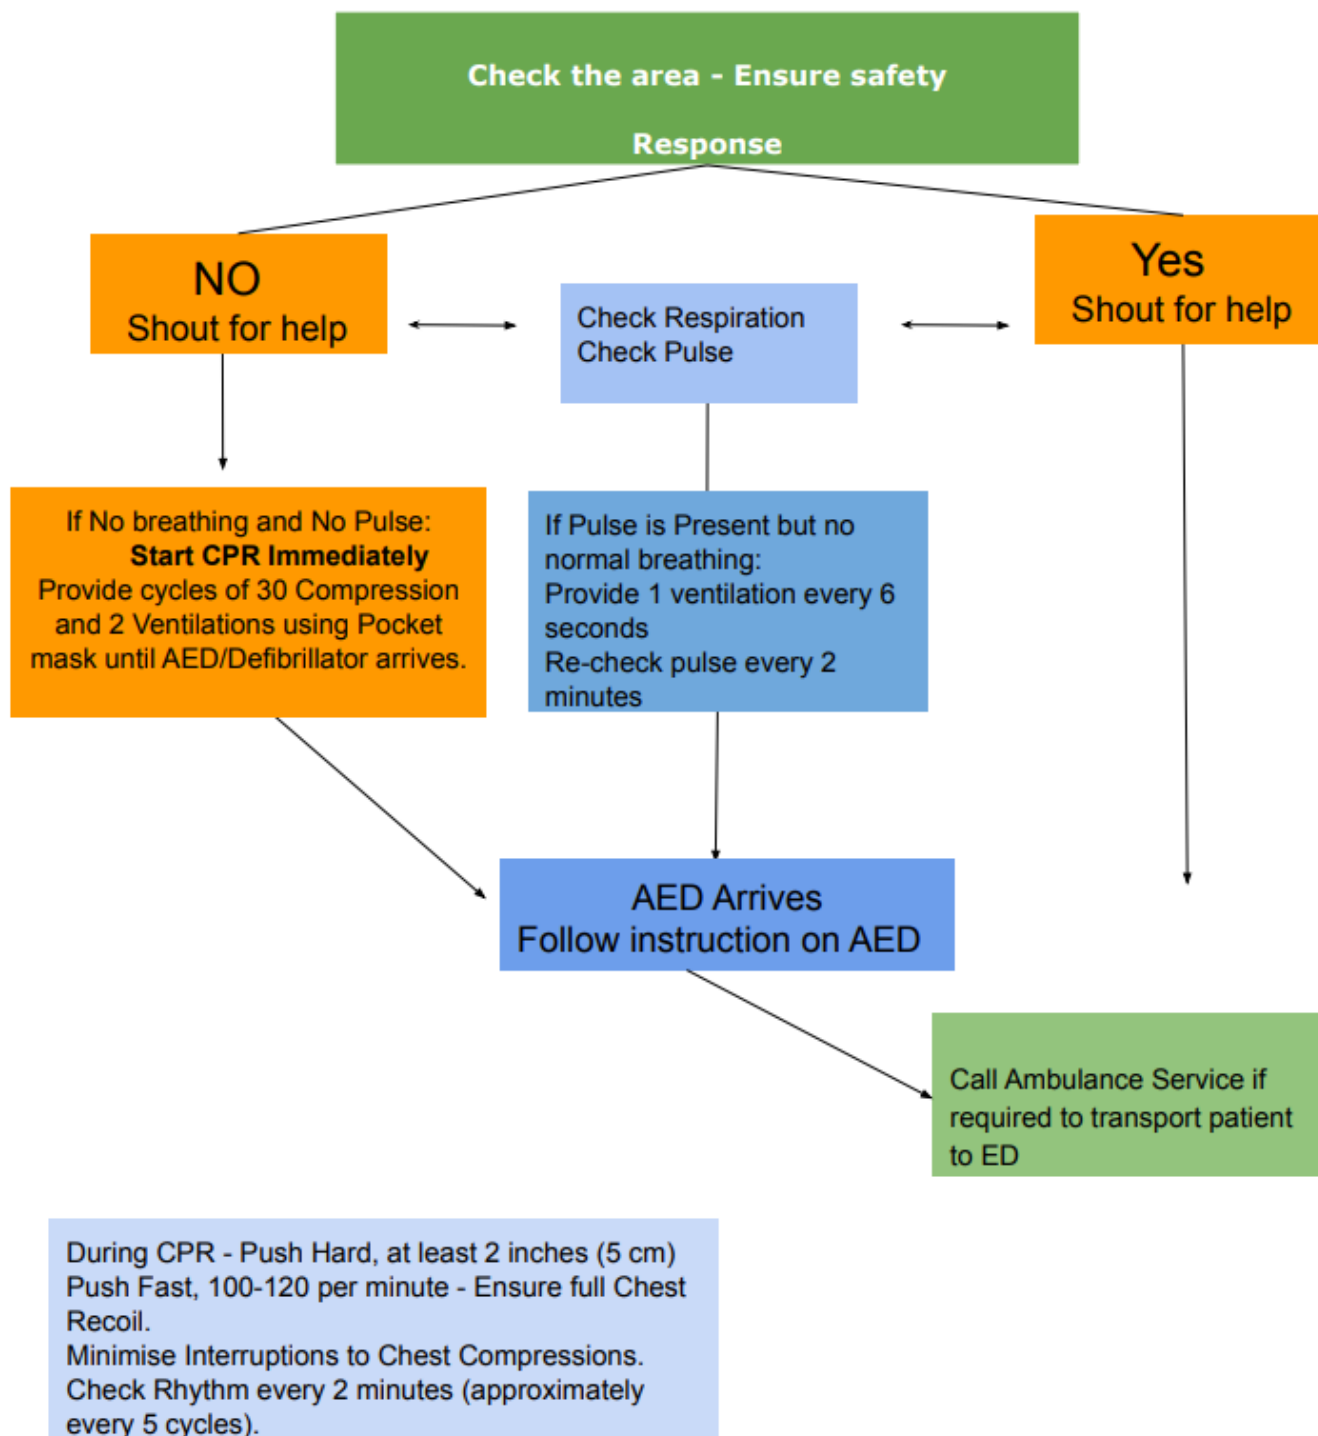 Check the area - Ensure safety
Response
NO
Shout for help
Check Respiration
Check Pulse
Yes
Shout for help
If No breathing and No Pulse:
Start CPR Immediately
Provide cycles of 30 Compression
and 2 Ventilations using Pocket
mask until AED/Defibrillator arrives.
If Pulse is Present but no
normal breathing:
Provide 1 ventilation every 6
seconds
Re-check pulse every 2
minutes
AED Arrives
Follow instruction on AED
Call Ambulance Service if
required to transport patient
to ED
During CPR - Push Hard, at least 2 inches (5 cm)
Push Fast, 100-120 per minute - Ensure full Chest
Recoil.
Minimise Interruptions to Chest Compressions.
Check Rhythm every 2 minutes (approximately
every 5 cycles).